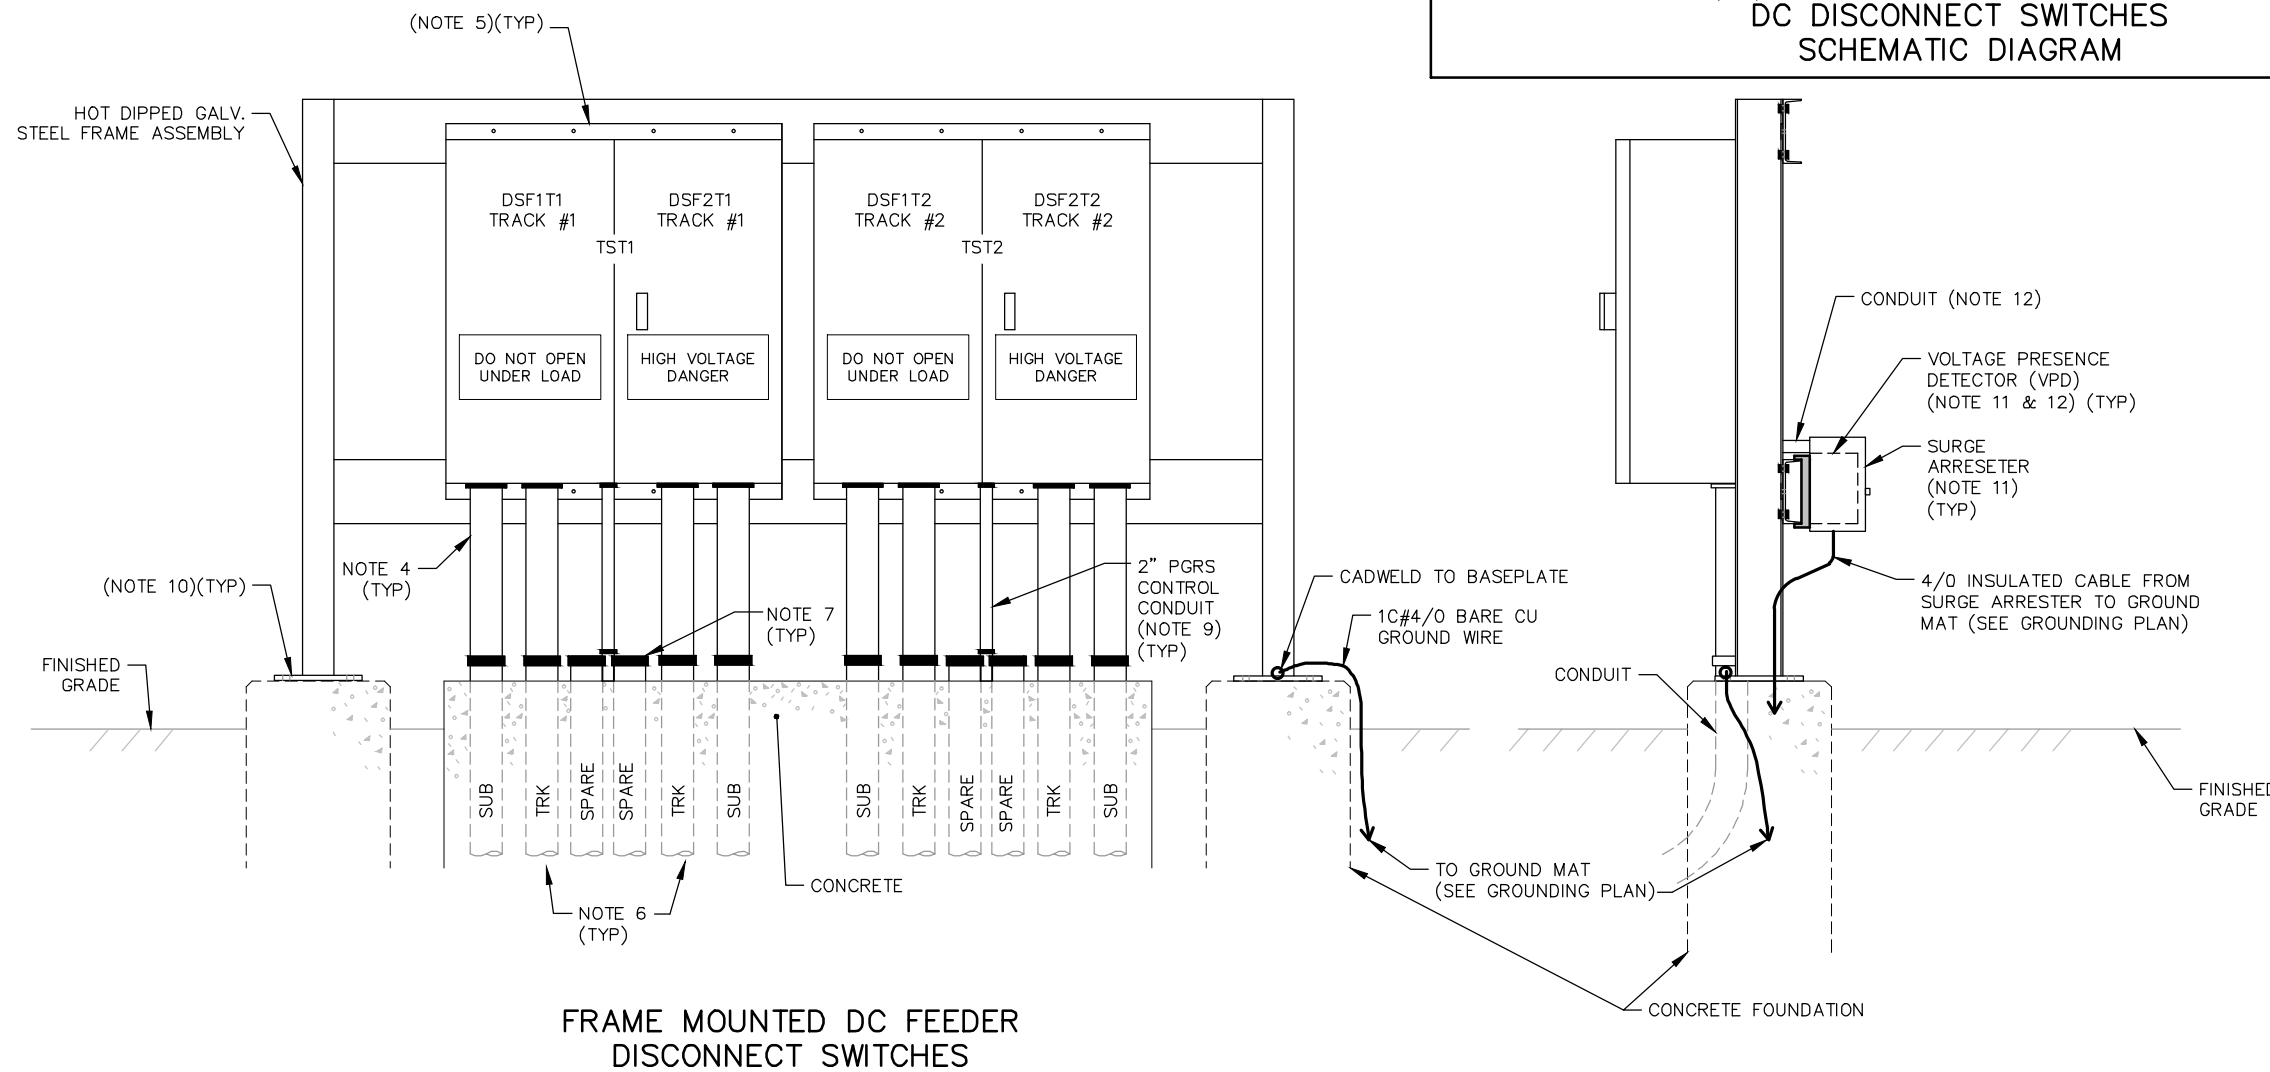 DC DISCONNECT SWITCHES
SCHEMATIC DIAGRAM
(NOTE 5)(TYP)
HOT DIPPED GALV.
STEEL FRAME ASSEMBLY
DSF1T1
TRACK #1
DSF2T1
TRACK #1
TST1
DSF1T2
TRACK #2
DSF2T2
TRACK #2
TST2
DO NOT OPEN
UNDER LOAD
HIGH VOLTAGE
DANGER
DO NOT OPEN
UNDER LOAD
HIGH VOLTAGE
DANGER
NOTE 4
(TYP)
(NOTE 10)(TYP)
NOTE 7
(TYP)
2" PGRS
CONTROL
CONDUIT
(NOTE 9)
(TYP)
CADWELD TO BASEPLATE
1C#4/0 BARE CU
GROUND WIRE
FINISHED
GRADE
SUB
TRK
SPARE
SPARE
TRK
SUB
SUB
TRK
SPARE
SPARE
TRK
SUB
CONCRETE
NOTE 6
(TYP)
TO GROUND MAT
(SEE GROUNDING PLAN)
CONDUIT (NOTE 12)
VOLTAGE PRESENCE
DETECTOR (VPD)
(NOTE 11 & 12) (TYP)
SURGE
ARRESETER
(NOTE 11)
(TYP)
4/0 INSULATED CABLE FROM
SURGE ARRESTER TO GROUND
MAT (SEE GROUNDING PLAN)
CONDUIT
FINISHED
GRADE
CONCRETE FOUNDATION
FRAME MOUNTED DC FEEDER
DISCONNECT SWITCHES